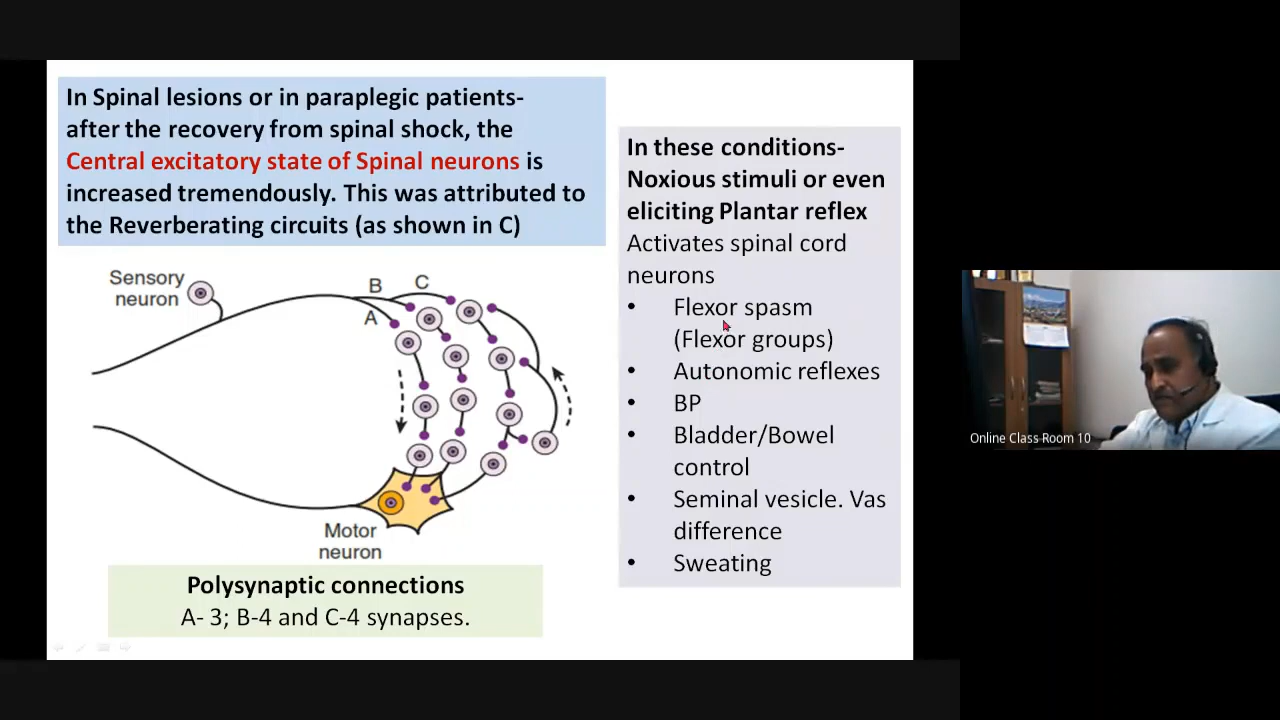 In Spinal lesions or in paraplegic patients-
after the recovery from spinal shock, the
Central excitatory state of Spinal neurons is
increased tremendously. This was attributed to
the Reverberating circuits (as shown in C)
Sensory
neuron
B
C
A
Motor
neuron
Polysynaptic connections
A- 3; B-4 and C-4 synapses.
In these conditions-
Noxious stimuli or even
eliciting Plantar reflex
Activates spinal cord
neurons
• Flexor spasm
(Flexor groups)
• Autonomic reflexes
• BP
• Bladder/Bowel
control
• Seminal vesicle. Vas
difference
• Sweating
Online Class Room 10